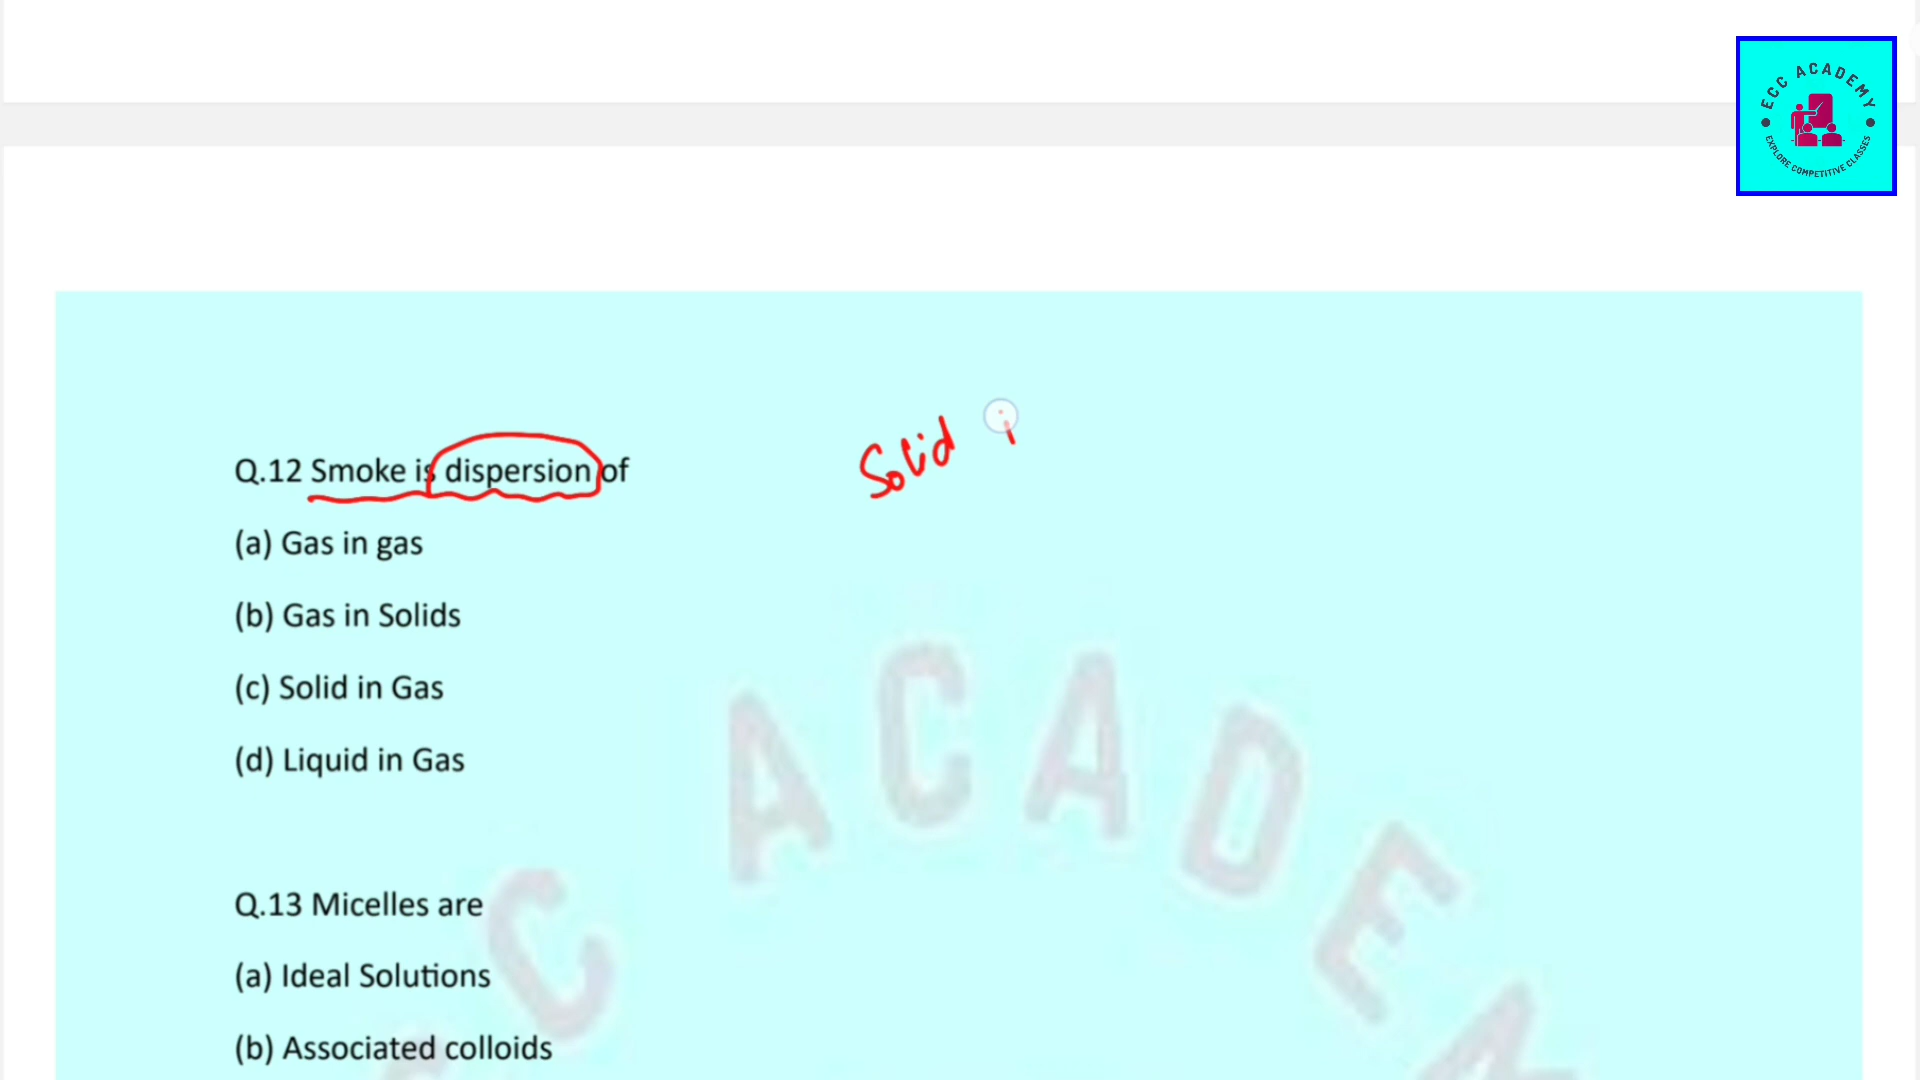 ECC ACADEMY
EXPLORE COMPETITIVE CLASSES
Solid i
Q.12 Smoke is dispersion of
(a) Gas in gas
(b) Gas in Solids
(c) Solid in Gas
(d) Liquid in Gas
Q.13 Micelles are
(a) Ideal Solutions
(b) Associated colloids
C ACADEM